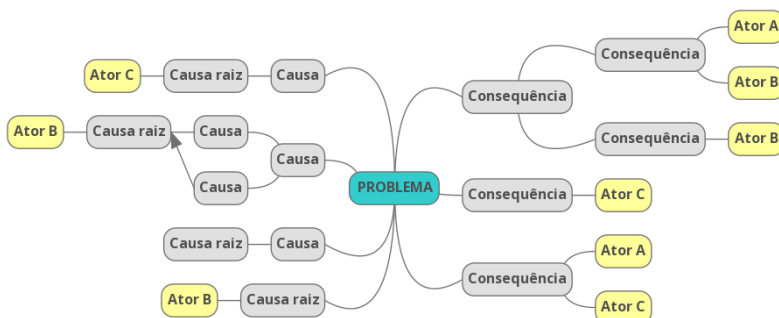 Ator A
Ator C
Causa raiz
Causa
Consequência
Ator B
Consequência
Ator B
Causa raiz
Causa
Consequência
Ator B
Causa
Causa
PROBLEMA
Consequência
Ator C
Causa raiz
Causa
Ator A
Consequência
Ator B
Causa raiz
Ator C